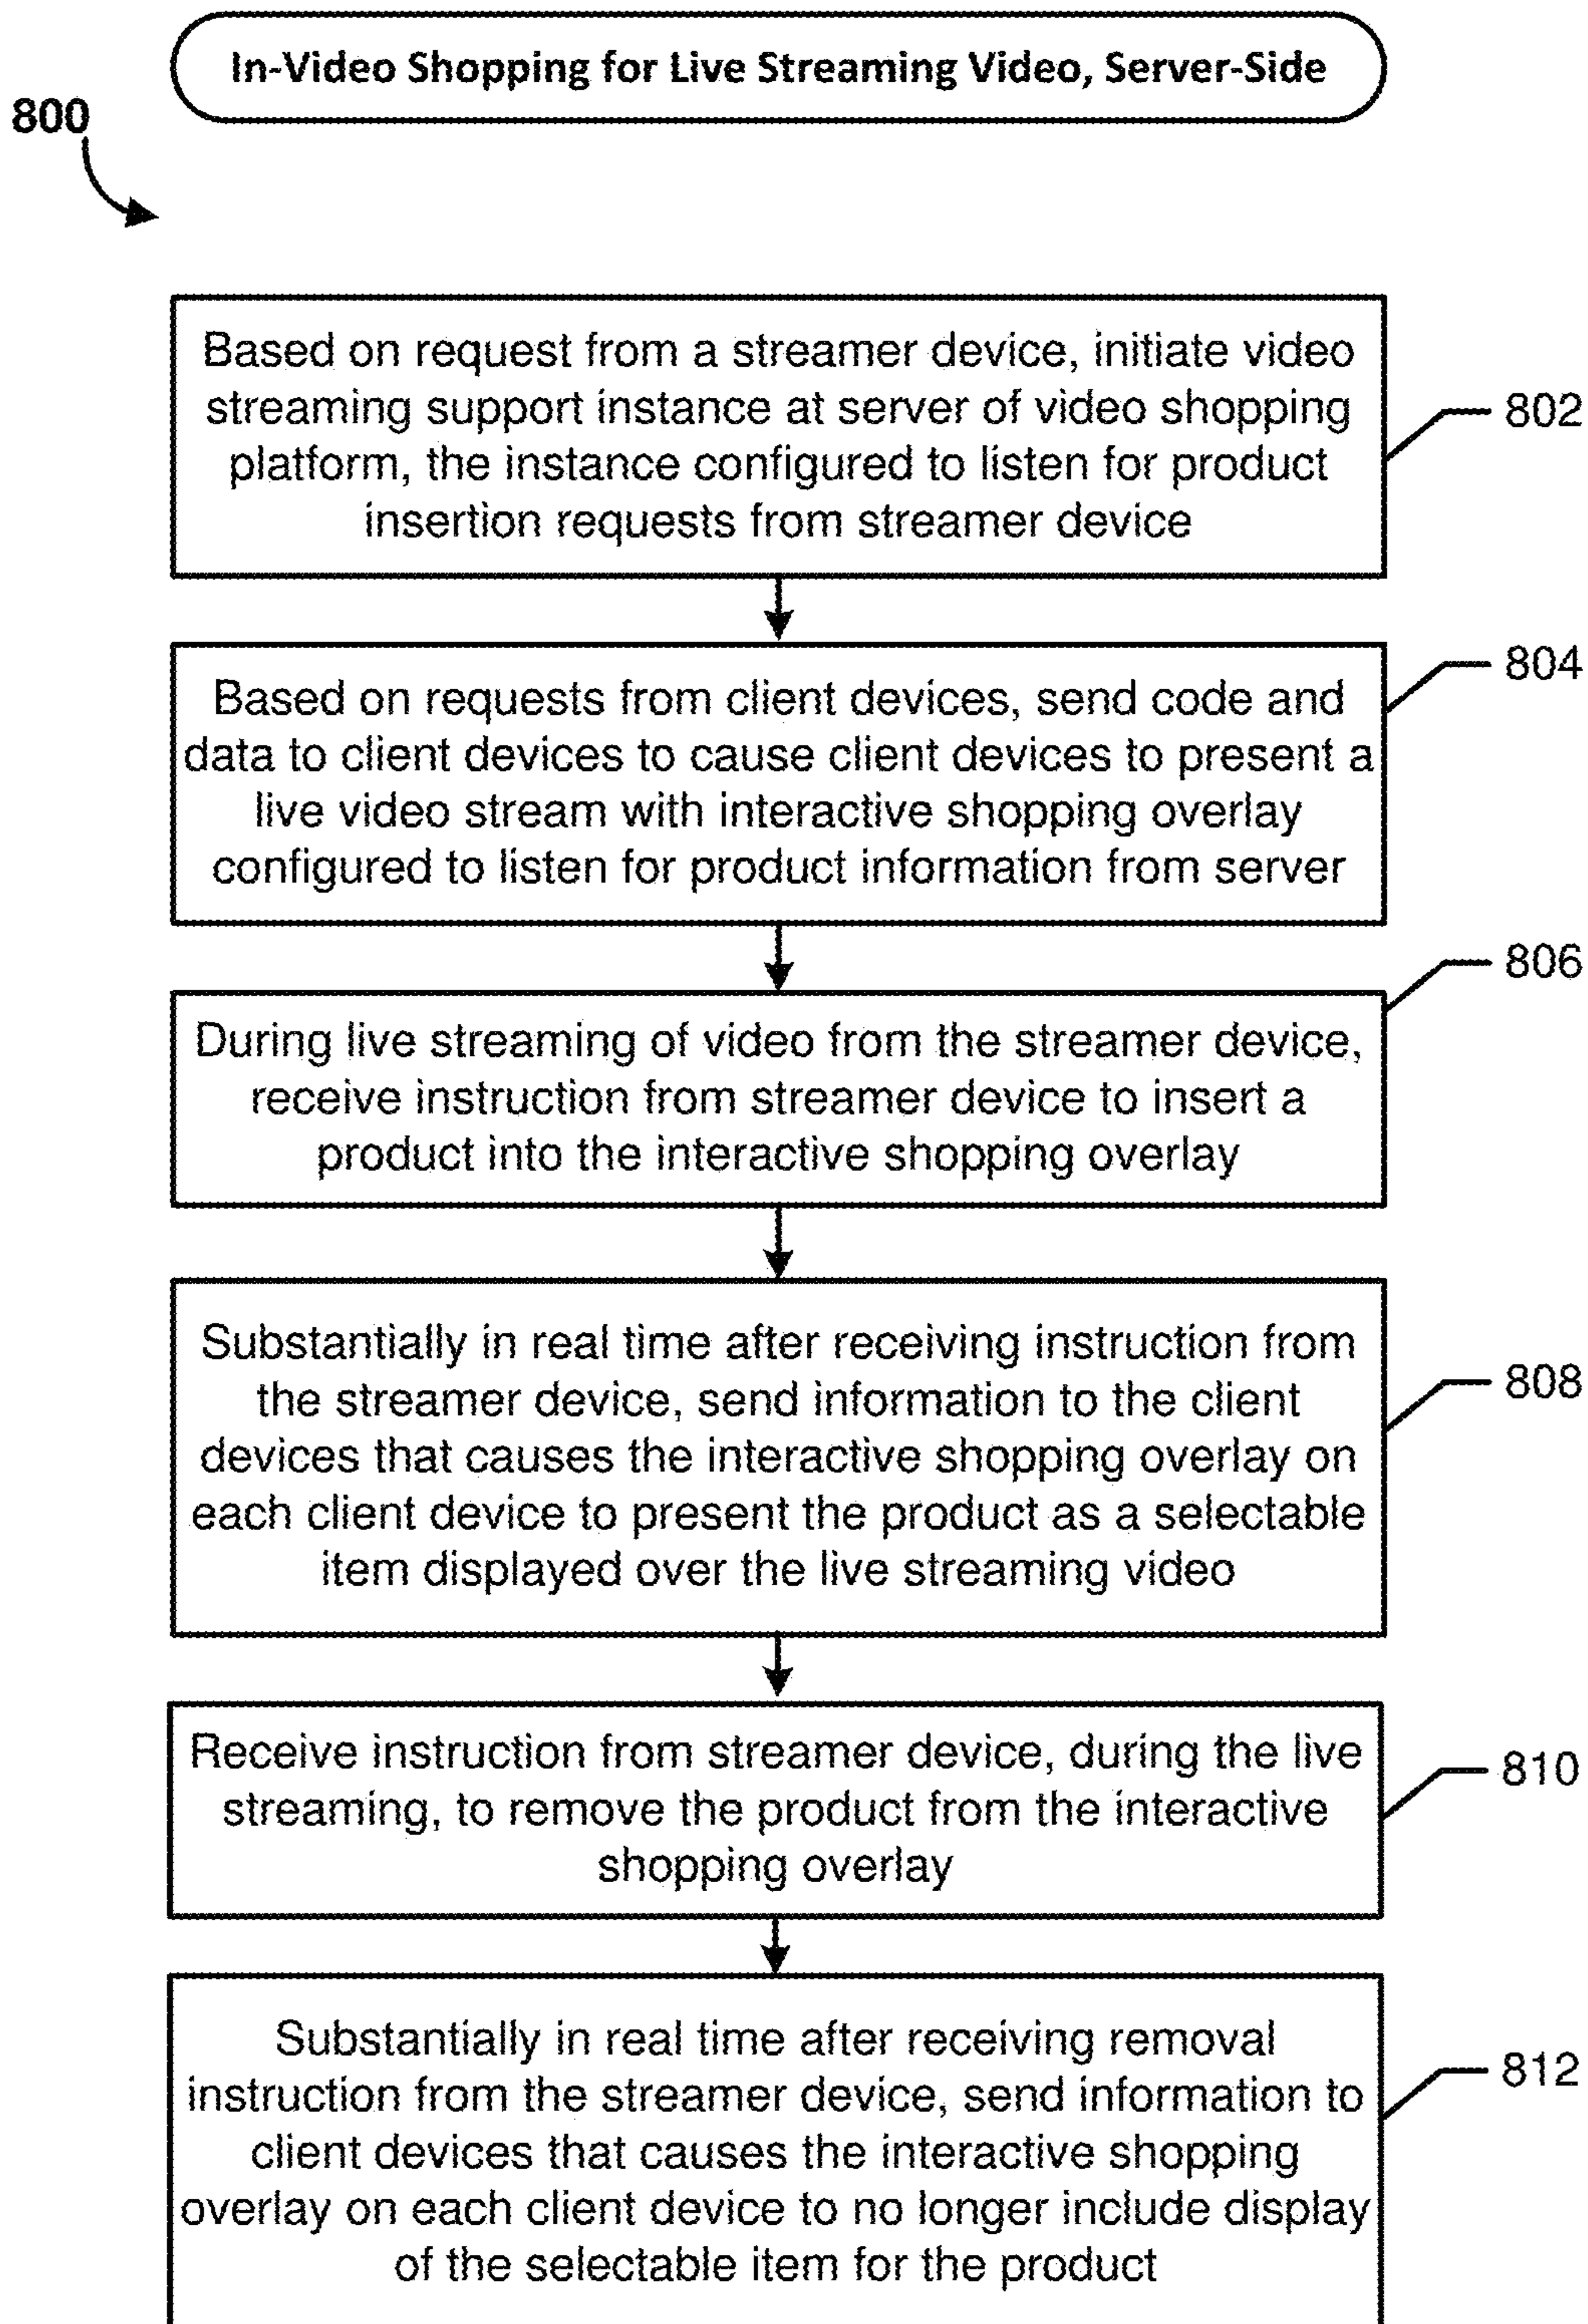 In-Video Shopping for Live Streaming Video, Server-Side
800
Based on request from a streamer device, initiate video
streaming support instance at server of video shopping
platform, the instance configured to listen for product
insertion requests from streamer device
802
Based on requests from client devices, send code and
data to client devices to cause client devices to present a
live video stream with interactive shopping overlay
configured to listen for product information from server
804
During live streaming of video from the streamer device,
receive instruction from streamer device to insert a
product into the interactive shopping overlay
806
Substantially in real time after receiving instruction from
the streamer device, send information to the client
devices that causes the interactive shopping overlay on
each client device to present the product as a selectable
item displayed over the live streaming video
808
Receive instruction from streamer device, during the live
streaming, to remove the product from the interactive
shopping overlay
810
Substantially in real time after receiving removal
instruction from the streamer device, send information to
client devices that causes the interactive shopping
overlay on each client device to no longer include display
of the selectable item for the product
812